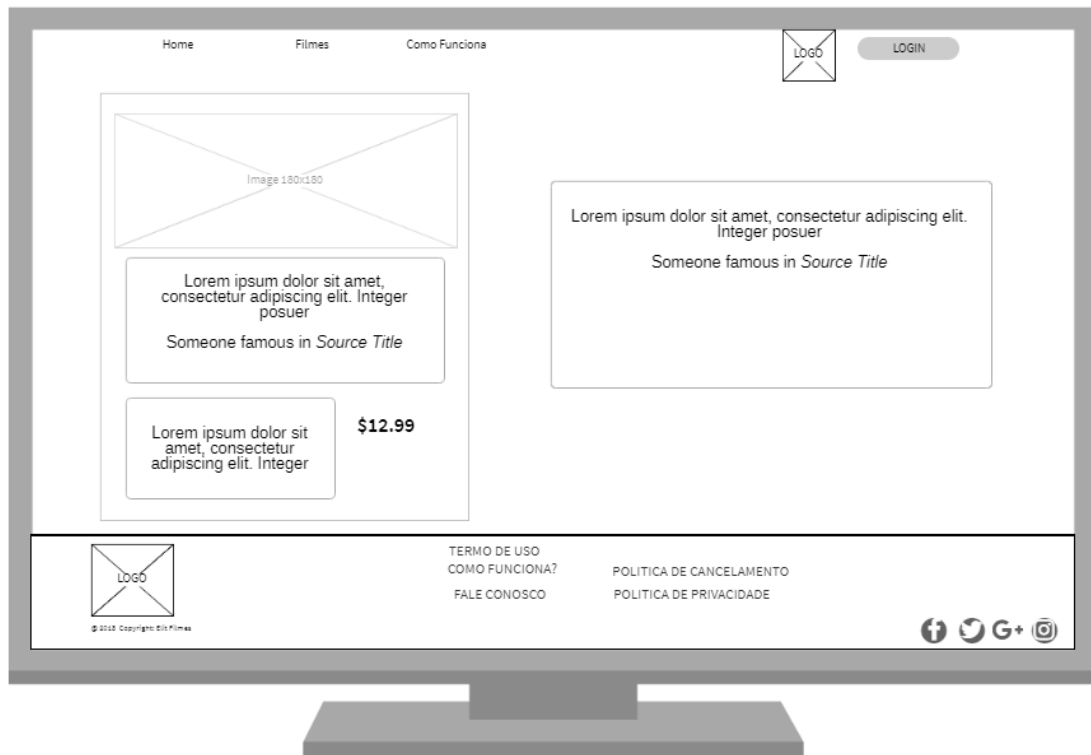 Home
Filmes
Como Funciona
LOGO
LOGIN
Image 180x180
Lorem ipsum dolor sit amet,
consectetur adipiscing elit. Integer
posuer
Someone famous in Source Title
Lorem ipsum dolor sit
amet, consectetur
adipiscing elit. Integer
$12.99
Lorem ipsum dolor sit amet, consectetur adipiscing elit.
Integer posuer
Someone famous in Source Title
LOGO
TERMO DE USO
COMO FUNCIONA?
FALE CONOSCO
POLITICA DE CANCELAMENTO
POLITICA DE PRIVACIDADE
Copyright: Filmes
G+